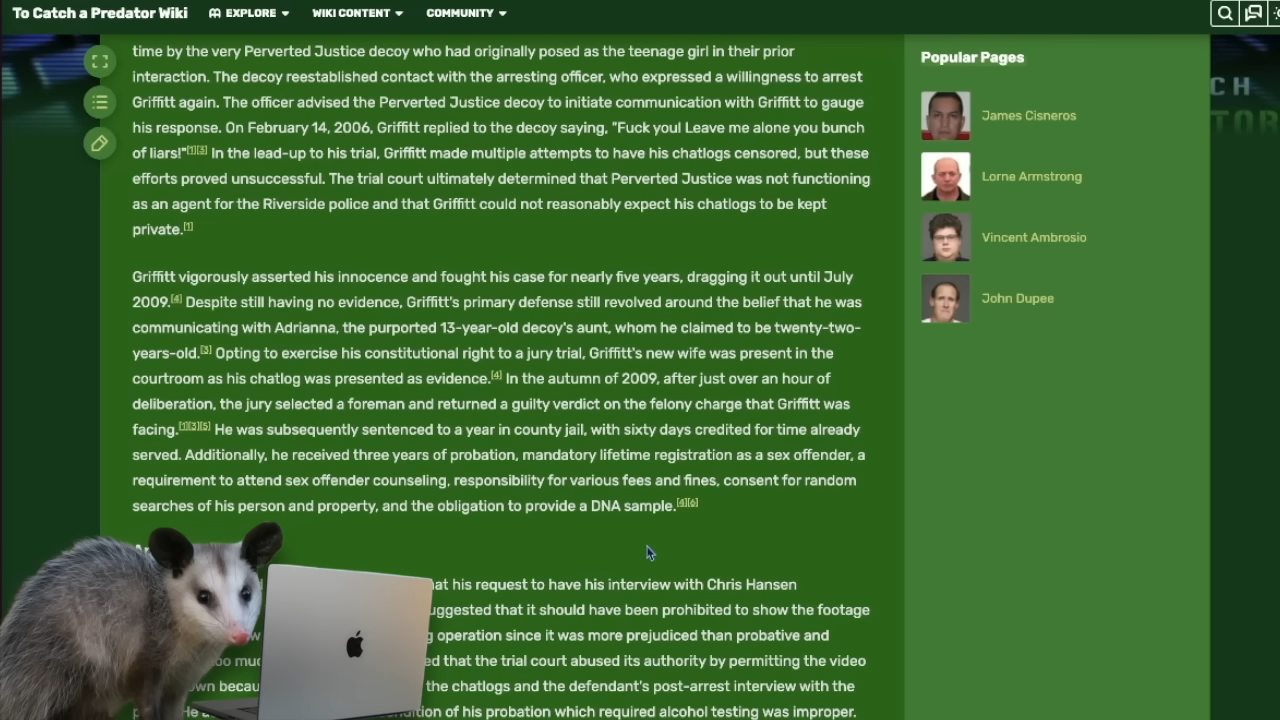 To Catch a Predator Wiki EXPLORE WIKI CONTENT COMMUNITY
time by the very Perverted Justice decoy who had originally posed as the teenage girl in their prior
interaction. The decoy reestablished contact with the arresting officer, who expressed a willingness to arrest
Griffitt again. The officer advised the Perverted Justice decoy to initiate communication with Griffitt to gauge
his response. On February 14, 2006, Griffitt replied to the decoy saying, "Fuck you! Leave me alone you bunch
of liars!"[1][3] In the lead-up to his trial, Griffitt made multiple attempts to have his chatlogs censored, but these
efforts proved unsuccessful. The trial court ultimately determined that Perverted Justice was not functioning
as an agent for the Riverside police and that Griffitt could not reasonably expect his chatlogs to be kept
private.[1]
Griffitt vigorously asserted his innocence and fought his case for nearly five years, dragging it out until July
2009.[4] Despite still having no evidence, Griffitt's primary defense still revolved around the belief that he was
communicating with Adrianna, the purported 13-year-old decoy's aunt, whom he claimed to be twenty-two-
years-old.[3] Opting to exercise his constitutional right to a jury trial, Griffitt's new wife was present in the
courtroom as his chatlog was presented as evidence.[4] In the autumn of 2009, after just over an hour of
deliberation, the jury selected a foreman and returned a guilty verdict on the felony charge that Griffitt was
facing.[1][3][5] He was subsequently sentenced to a year in county jail, with sixty days credited for time already
served. Additionally, he received three years of probation, mandatory lifetime registration as a sex offender, a
requirement to attend sex offender counseling, responsibility for various fees and fines, consent for random
searches of his person and property, and the obligation to provide a DNA sample.[4][6]
at his request to have his interview with Chris Hansen
uggested that it should have been prohibited to show the footage
g operation since it was more prejudiced than probative and
oo muc ed that the trial court abused its authority by permitting the video
own becau the chatlogs and the defendant's post-arrest interview with the
He a ndition of his probation which required alcohol testing was improper.
Popular Pages
James Cisneros
Lorne Armstrong
Vincent Ambrosio
John Dupee
CH
TOR